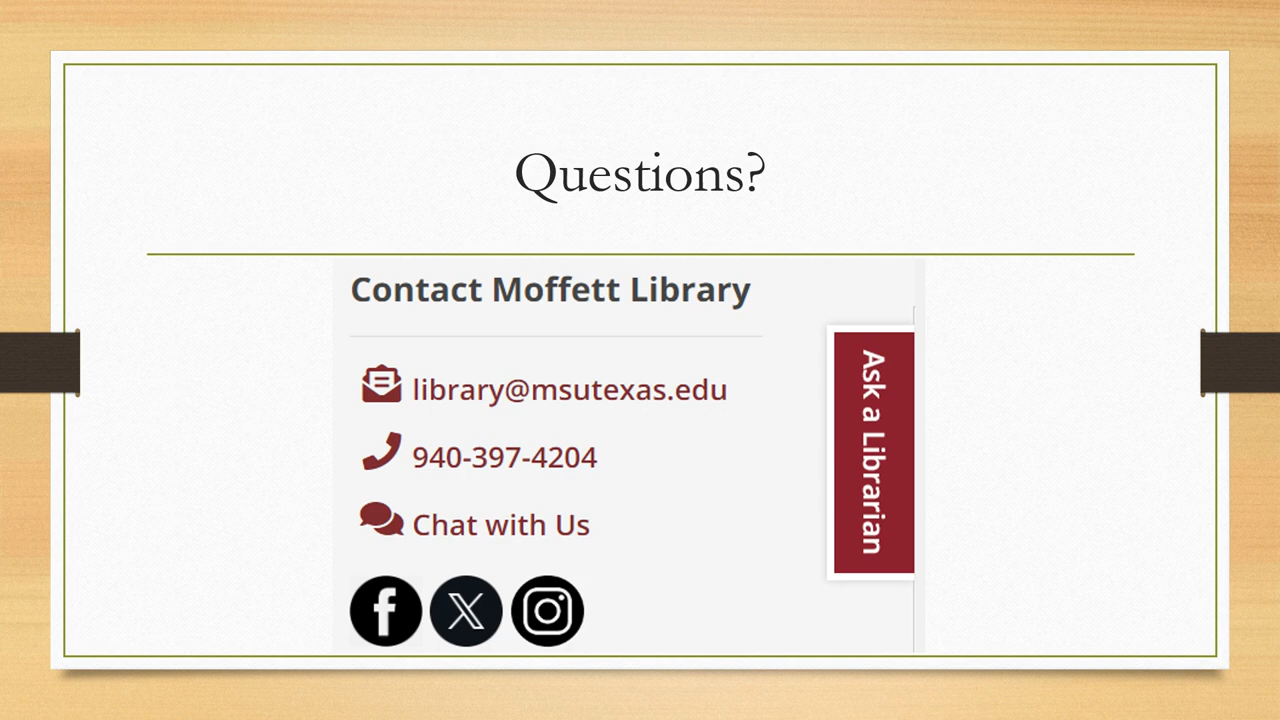 Questions?
Contact Moffett Library
library@msutexas.edu
940-397-4204
Chat with Us
Ask a Librarian